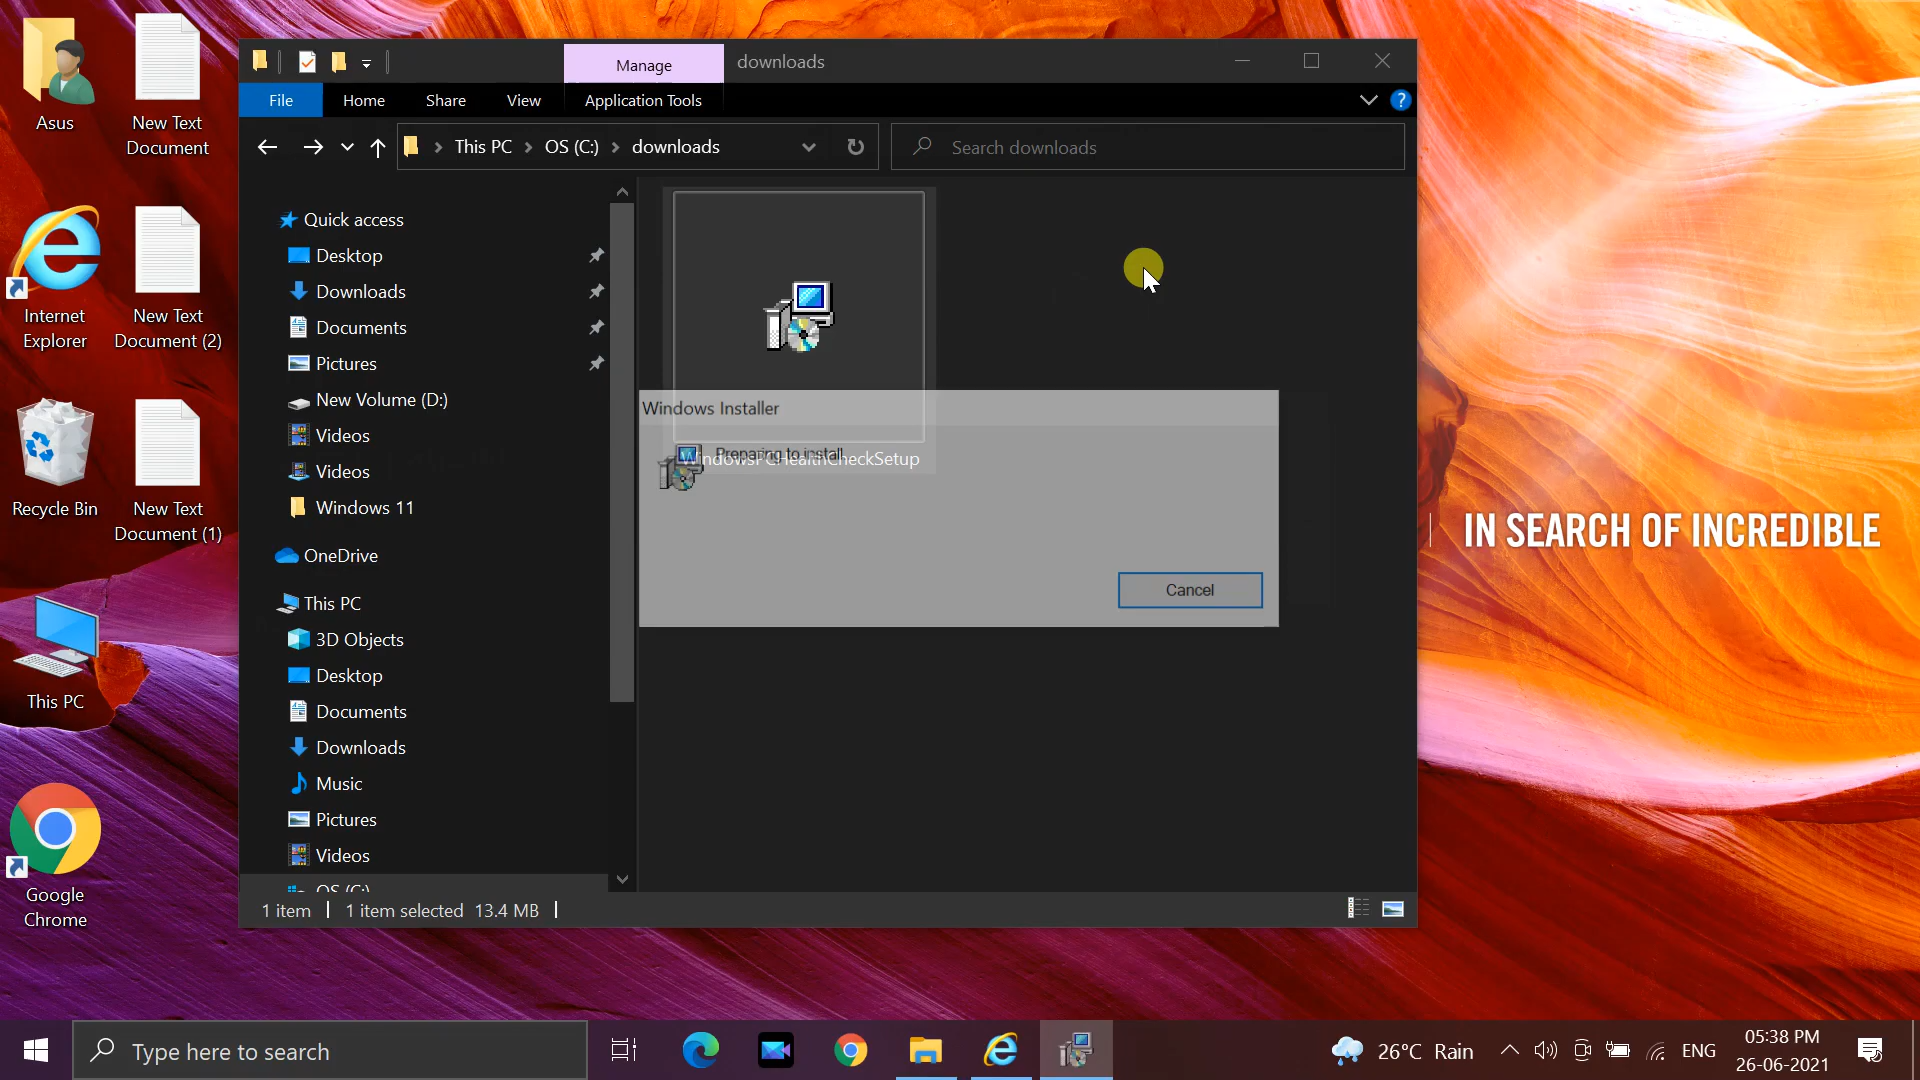 Asus
New Text
Document
Internet
Explorer
New Text
Document (2)
Recycle Bin
New Text
Document (1)
This PC
Google
Chrome
Manage
downloads
File
Home
Share
View
Application Tools
?
This PC
OS (C:)
downloads
Search downloads
Quick access
Desktop
Downloads
Documents
Pictures
New Volume (D:)
Videos
Videos
Windows 11
OneDrive
This PC
3D Objects
Desktop
Documents
Downloads
Music
Pictures
Videos
OS (C:)
Windows Installer
Preparing to install...
WindowsPCHealthCheckSetup
Cancel
1 item
1 item selected 13.4 MB
IN SEARCH OF INCREDIBLE
Type here to search
26°C Rain
ENG
05:38 PM
26-06-2021